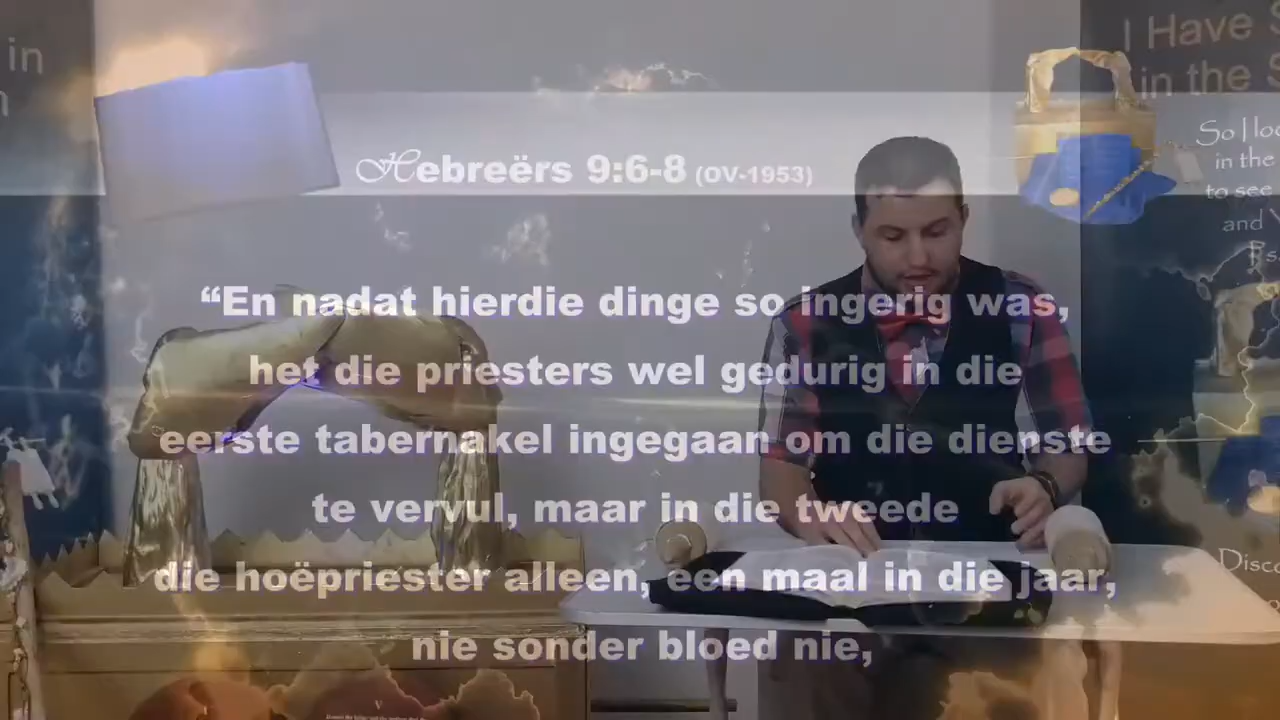 in
I Have
in the
Hebreërs 9:6-8 (OV-1953)
So I loo
in the
to see
and
Ps.
“En nadat hierdie dinge so ingerig was,
het die priesters wel gedurig in die
eerste tabernakel ingegaan om die dienste
te vervul, maar in die tweede
die hoëpriester alleen, een maal in die jaar,
nie sonder bloed nie,
Disco
V